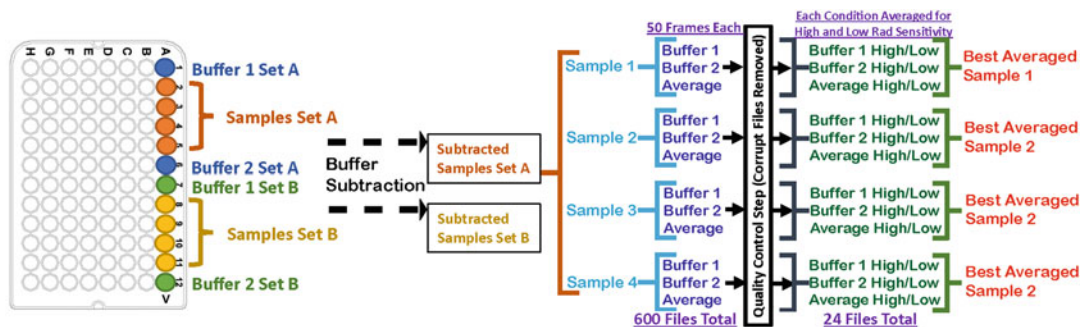 H G F E D C B A
1
2
3
4
5
6
7
8
9
10
11
12
V
Buffer 1 Set A
Samples Set A
Buffer 2 Set A
Buffer 1 Set B
Samples Set B
Buffer 2 Set B
Buffer
Subtraction
Subtracted
Samples Set A
Subtracted
Samples Set B
50 Frames Each
Sample 1
Buffer 1
Buffer 2
Average
Sample 2
Buffer 1
Buffer 2
Average
Sample 3
Buffer 1
Buffer 2
Average
Sample 4
Buffer 1
Buffer 2
Average
600 Files Total
Quality Control Step (Corrupt Files Removed)
Each Condition Averaged for
High and Low Rad Sensitivity
Buffer 1 High/Low
Buffer 2 High/Low
Average High/Low
Best Averaged
Sample 1
Buffer 1 High/Low
Buffer 2 High/Low
Average High/Low
Best Averaged
Sample 2
Buffer 1 High/Low
Buffer 2 High/Low
Average High/Low
Best Averaged
Sample 2
Buffer 1 High/Low
Buffer 2 High/Low
Average High/Low
Best Averaged
Sample 2
24 Files Total